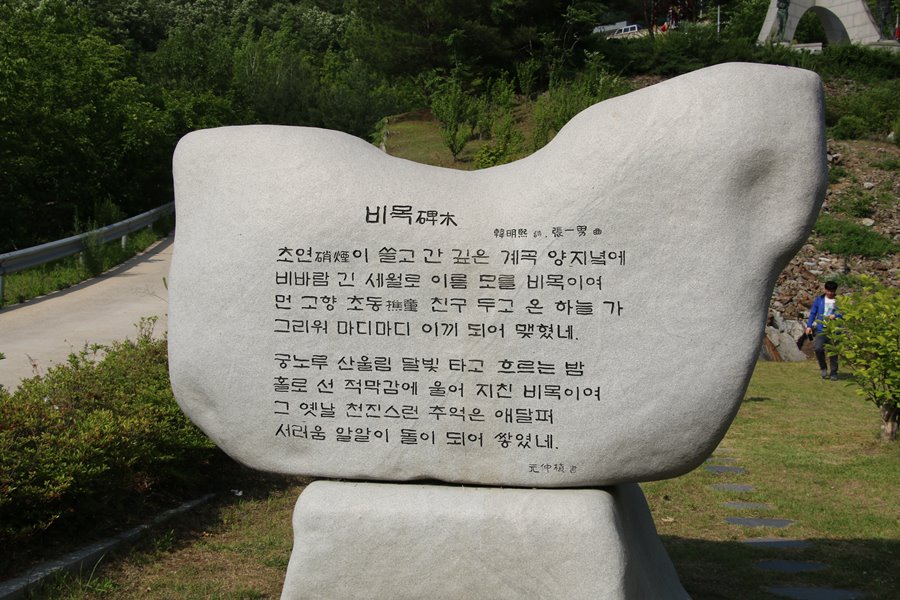 비목碑木
韓明熙 詩, 張一男 曲
초연硝煙이 쓸고 간 깊은 계곡 양지녘에
비바람 긴 세월로 이름 모를 비목이여
먼 고향 초동樵童 친구 두고 온 하늘 가
그리워 마디마디 이끼 되어 맺혔네.
궁노루 산울림 달빛 타고 흐르는 밤
홀로 선 적막감에 울어 지친 비목이여
그 옛날 천진스런 추억은 애달퍼
서러움 알알이 돌이 되어 쌓였네.
元仲楨 書